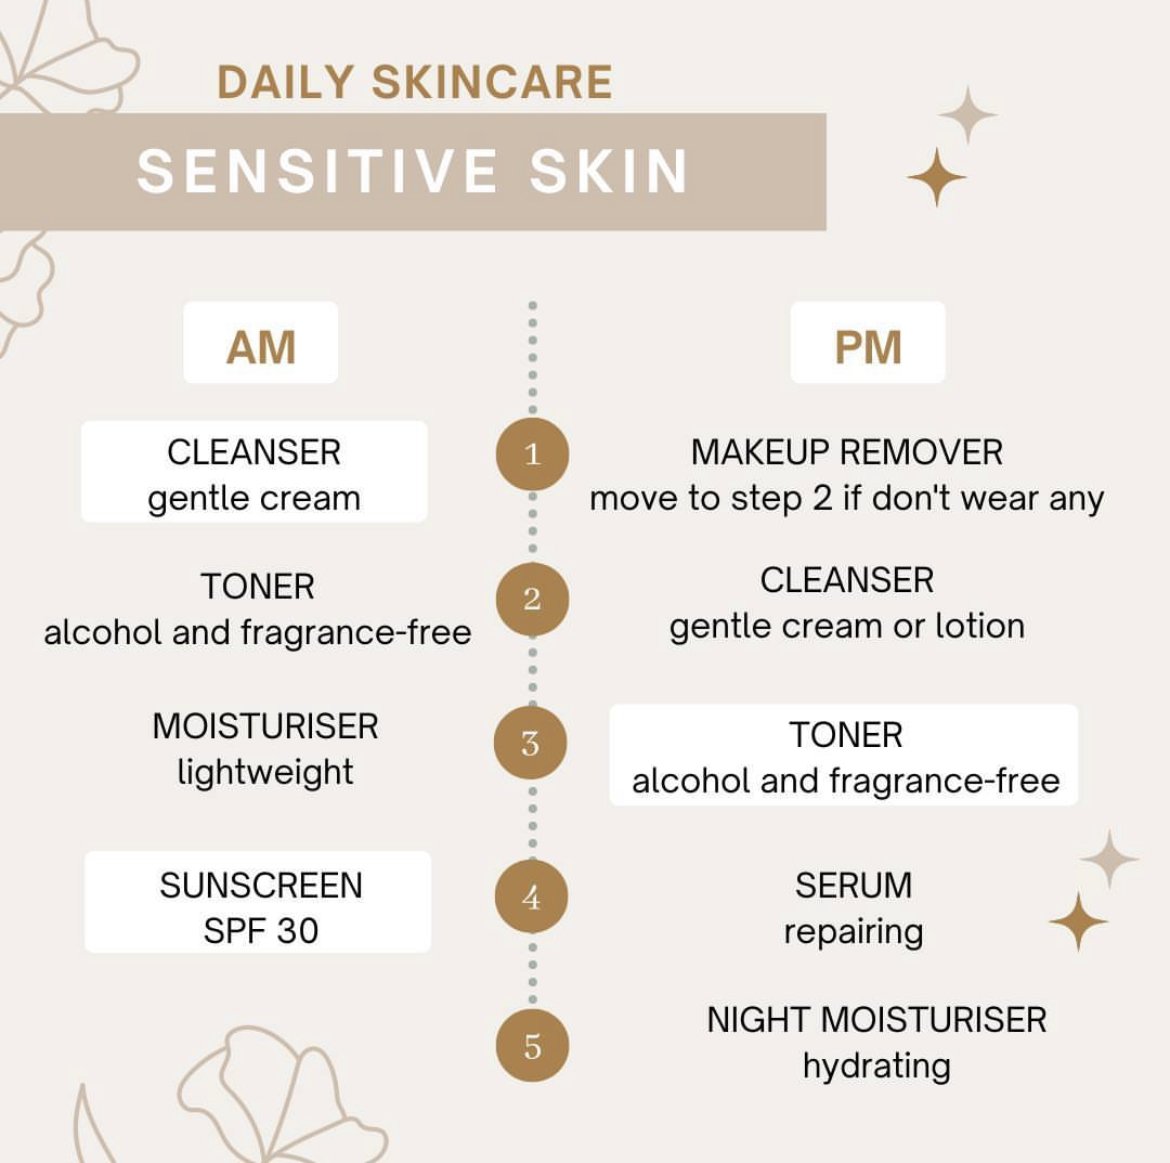 DAILY SKINCARE
SENSITIVE SKIN
AM
CLEANSER
gentle cream
TONER
alcohol and fragrance-free
MOISTURISER
lightweight
SUNSCREEN
SPF 30
1
2
3
4
5
PM
MAKEUP REMOVER
move to step 2 if don't wear any
CLEANSER
gentle cream or lotion
TONER
alcohol and fragrance-free
SERUM
repairing
NIGHT MOISTURISER
hydrating